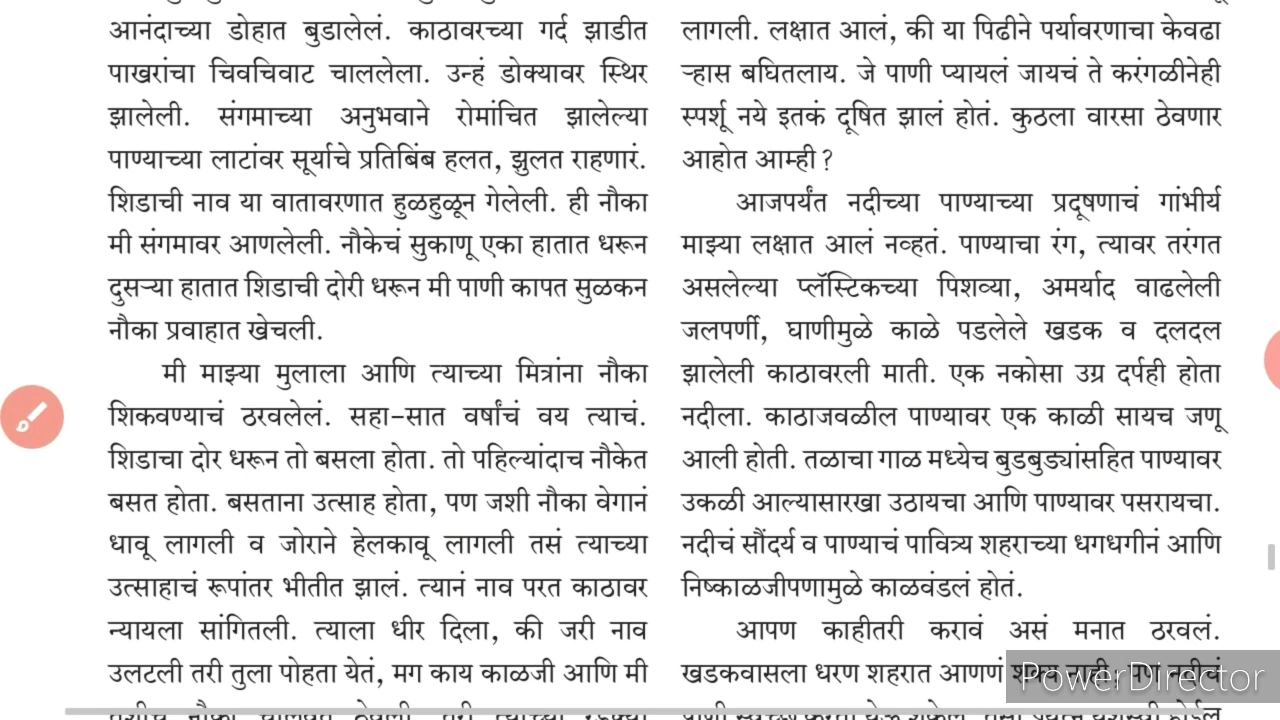 आनंदाच्या डोहात बुडालेलं. काठावरच्या गर्द झाडीत
पाखरांचा चिवचिवाट चाललेला. उन्हं डोक्यावर स्थिर
झालेली. संगमाच्या अनुभवाने रोमांचित झालेल्या
पाण्याच्या लाटांवर सूर्याचे प्रतिबिंब हलत, झुलत राहणारं.
शिडाची नाव या वातावरणात हुळहुळून गेलेली. ही नौका
मी संगमावर आणलेली. नौकेचं सुकाणू एका हातात धरून
दुसऱ्या हातात शिडाची दोरी धरून मी पाणी कापत सुळकन
नौका प्रवाहात खेचली.
मी माझ्या मुलाला आणि त्याच्या मित्रांना नौका
शिकवण्याचं ठरवलेलं. सहा-सात वर्षांचं वय त्याचं.
शिडाचा दोर धरून तो बसला होता. तो पहिल्यांदाच नौकेत
बसत होता. बसताना उत्साह होता, पण जशी नौका वेगानं
धावू लागली व जोराने हेलकावू लागली तसं त्याच्या
उत्साहाचं रूपांतर भीतीत झालं. त्यानं नाव परत काठावर
न्यायला सांगितली. त्याला धीर दिला, की जरी नाव
उलटली तरी तुला पोहता येतं, मग काय काळजी आणि मी
लागली. लक्षात आलं, की या पिढीने पर्यावरणाचा केवढा
ऱ्हास बघितलाय. जे पाणी प्यायलं जायचं ते करंगळीनेही
स्पर्शू नये इतकं दूषित झालं होतं. कुठला वारसा ठेवणार
आहोत आम्ही?
आजपर्यंत नदीच्या पाण्याच्या प्रदूषणाचं गांभीर्य
माझ्या लक्षात आलं नव्हतं. पाण्याचा रंग, त्यावर तरंगत
असलेल्या प्लॅस्टिकच्या पिशव्या, अमर्याद वाढलेली
जलपर्णी, घाणीमुळे काळे पडलेले खडक व दलदल
झालेली काठावरली माती. एक नकोसा उग्र दर्पही होता
नदीला. काठाजवळील पाण्यावर एक काळी सायच जणू
आली होती. तळाचा गाळ मध्येच बुडबुड्यांसहित पाण्यावर
उकळी आल्यासारखा उठायचा आणि पाण्यावर पसरायचा.
नदीचं सौंदर्य व पाण्याचं पावित्र्य शहराच्या धगधगीनं आणि
निष्काळजीपणामुळे काळवंडलं होतं.
आपण काहीतरी करावं असं मनात ठरवलं.
खडकवासला धरण शहरात आणणं शक्य नाही; पण नदीचं
PowerDirector